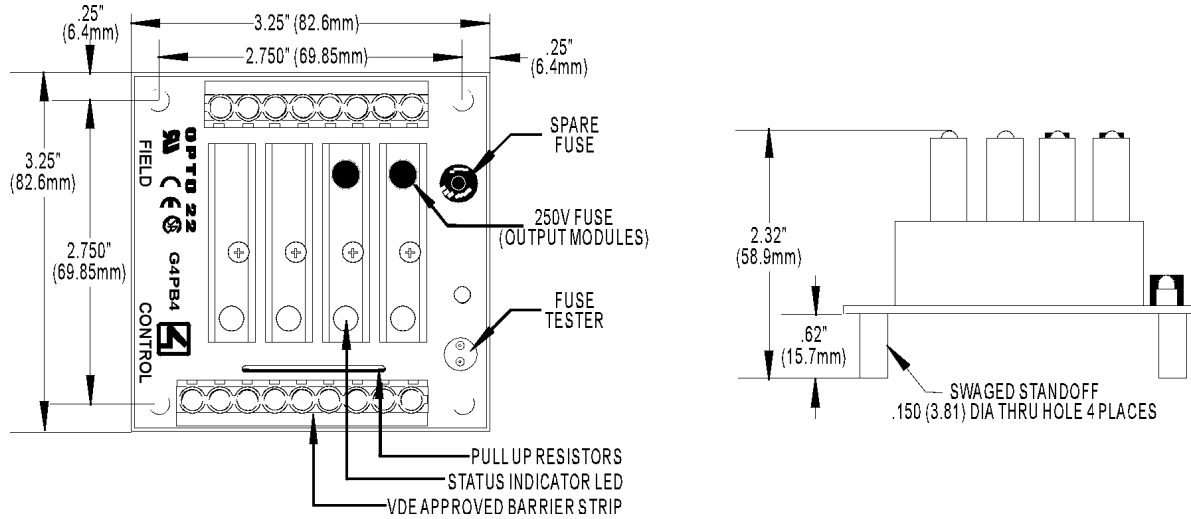 .25"
(6.4mm)
3.25" (82.6mm)
2.750" (69.85mm)
.25"
(6.4mm)
3.25"
(82.6mm)
2.750"
(69.85mm)
FIELD
OPTO 22
CE
G4PB4
CONTROL
SPARE
FUSE
250V FUSE
(OUTPUT MODULES)
FUSE
TESTER
PULL UP RESISTORS
STATUS INDICATOR LED
VDE APPROVED BARRIER STRIP
2.32"
(58.9mm)
.62"
(15.7mm)
SWAGED STANDOFF
.150 (3.81) DIA THRU HOLE 4 PLACES